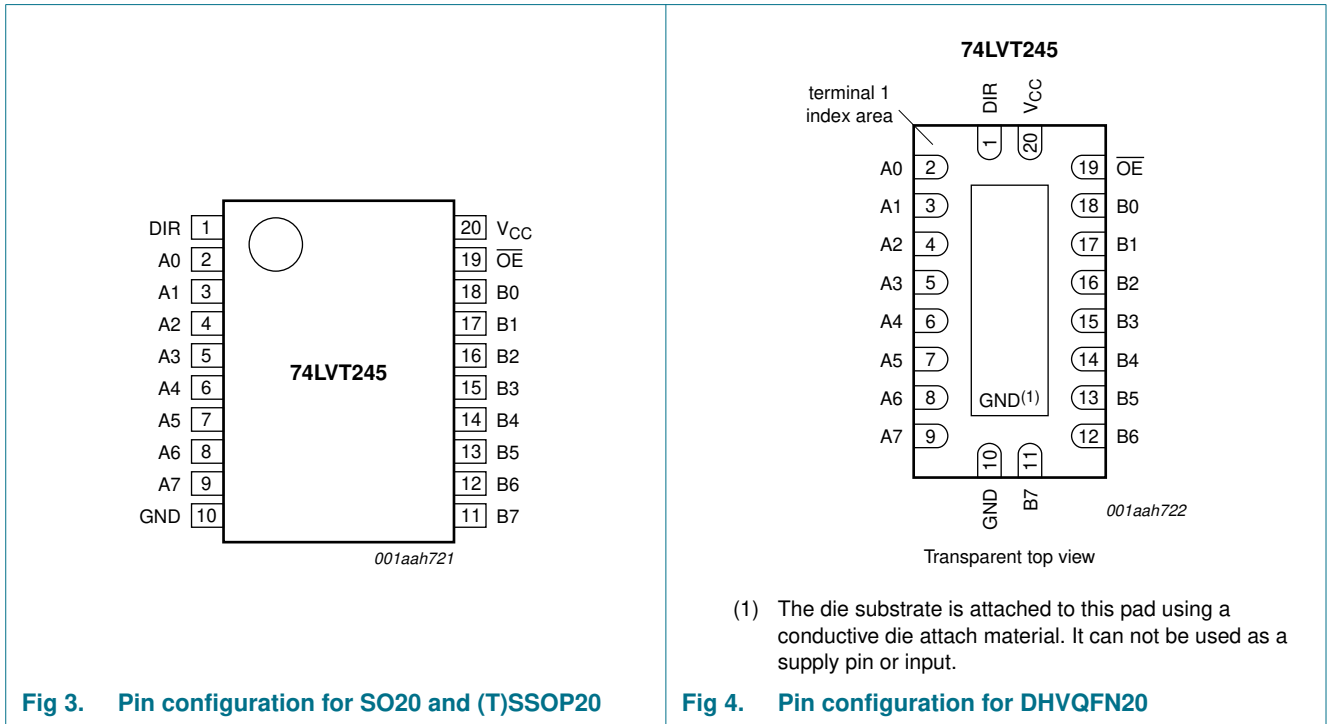 DIR 1
A0 2
A1 3
A2 4
A3 5
A4 6
A5 7
A6 8
A7 9
GND 10
74LVT245
20 VCC
19 OE
18 B0
17 B1
16 B2
15 B3
14 B4
13 B5
12 B6
11 B7
001aah721
Fig 3. Pin configuration for SO20 and (T)SSOP20
74LVT245
terminal 1
index area
DIR
VCC
1
20
A0 2
A1 3
A2 4
A3 5
A4 6
A5 7
A6 8
A7 9
19 OE
18 B0
17 B1
16 B2
15 B3
14 B4
13 B5
12 B6
GND(1)
10
11
GND
B7
001aah722
Transparent top view
(1) The die substrate is attached to this pad using a
conductive die attach material. It can not be used as a
supply pin or input.
Fig 4. Pin configuration for DHVQFN20